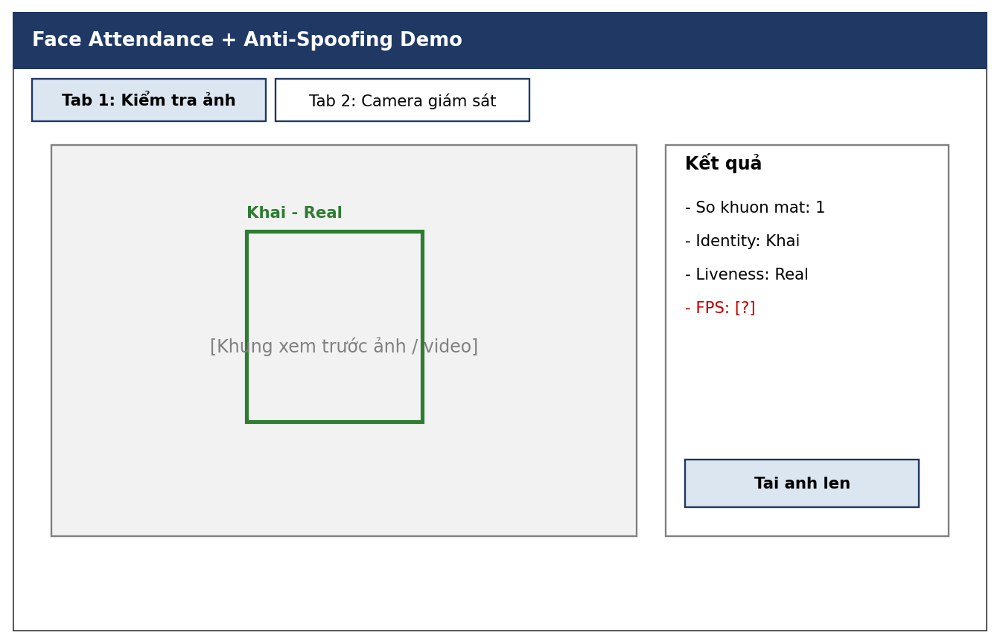 Face Attendance + Anti-Spoofing Demo
Tab 1: Kiểm tra ảnh
Tab 2: Camera giám sát
Khai - Real
[Khung xem trước ảnh / video]
Kết quả
- So khuon mat: 1
- Identity: Khai
- Liveness: Real
- FPS: [?]
Tai anh len